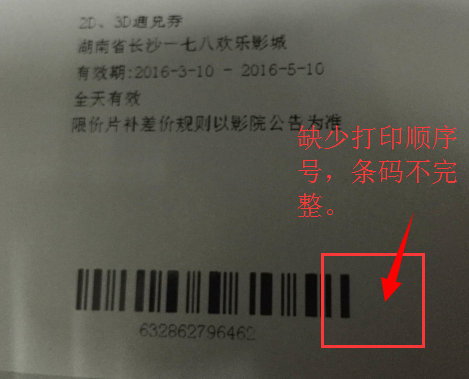 2D、3D通兑券
湖南省长沙一七八欢乐影城
有效期:2016-3-10 - 2016-5-10
全天有效
限价片补差价规则以影院公告为准
缺少打印顺序
号，条码不完
整。
632862796462